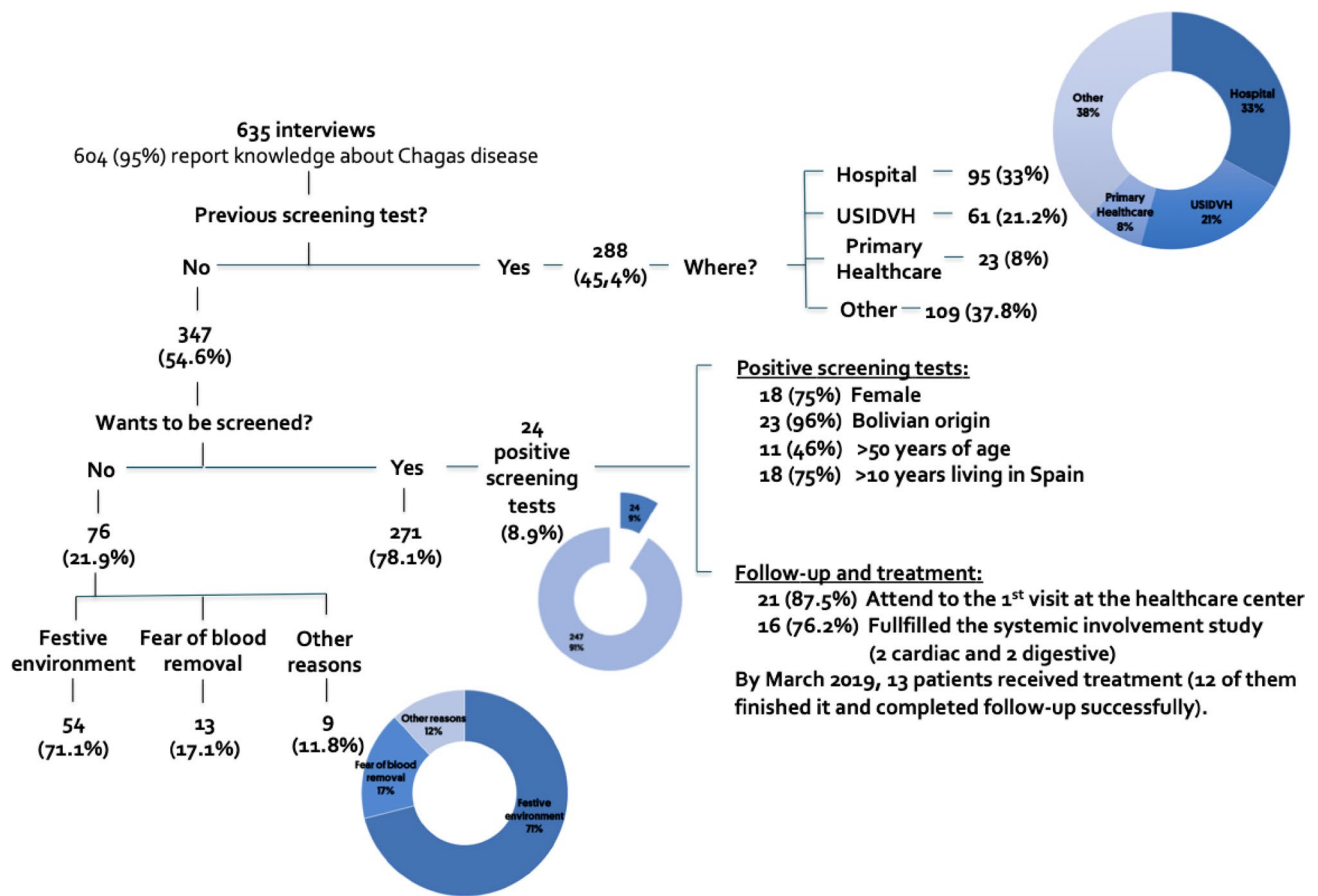 635 interviews
604 (95%) report knowledge about Chagas disease
Previous screening test?
No
Yes
288
(45,4%)
Where?
Hospital
95 (33%)
USIDVH
61 (21.2%)
Primary
Healthcare
23 (8%)
Other
109 (37.8%)
Other
38%
Hospital
33%
Primary
Healthcare
8%
USIDVH
21%
347
(54.6%)
Wants to be screened?
No
Yes
76
(21.9%)
271
(78.1%)
24
positive
screening
tests
(8.9%)
24
9%
247
91%
Positive screening tests:
18 (75%) Female
23 (96%) Bolivian origin
11 (46%) >50 years of age
18 (75%) >10 years living in Spain
Follow-up and treatment:
21 (87.5%) Attend to the 1st visit at the healthcare center
16 (76.2%) Fullfilled the systemic involvement study
(2 cardiac and 2 digestive)
By March 2019, 13 patients received treatment (12 of them
finished it and completed follow-up successfully).
Festive
environment
54
(71.1%)
Fear of blood
removal
13
(17.1%)
Other
reasons
9
(11.8%)
Other reasons
12%
Fear of blood
removal
17%
Festive
environment
71%